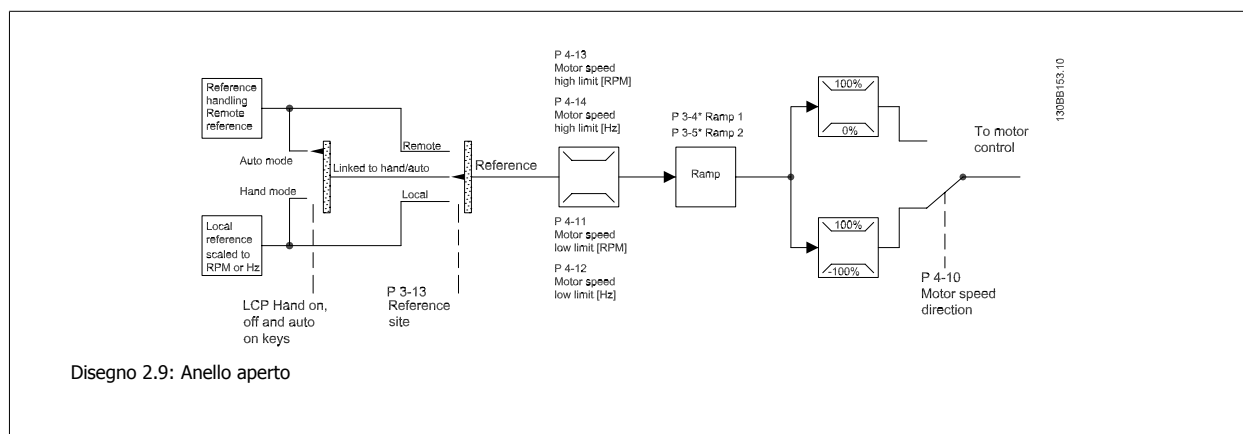 Reference
handling
Remote
reference
Auto mode
Hand mode
Local
reference
scaled to
RPM or Hz
LCP Hand on,
off and auto
on keys
Linked to hand/auto
Remote
Local
P 3-13
Reference
site
Reference
P 4-13
Motor speed
high limit [RPM]
P 4-14
Motor speed
high limit [Hz]
P 4-11
Motor speed
low limit [RPM]
P 4-12
Motor speed
low limit [Hz]
P 3-4* Ramp 1
P 3-5* Ramp 2
Ramp
100%
0%
100%
-100%
To motor
control
P 4-10
Motor speed
direction
130BB153.10
Disegno 2.9: Anello aperto